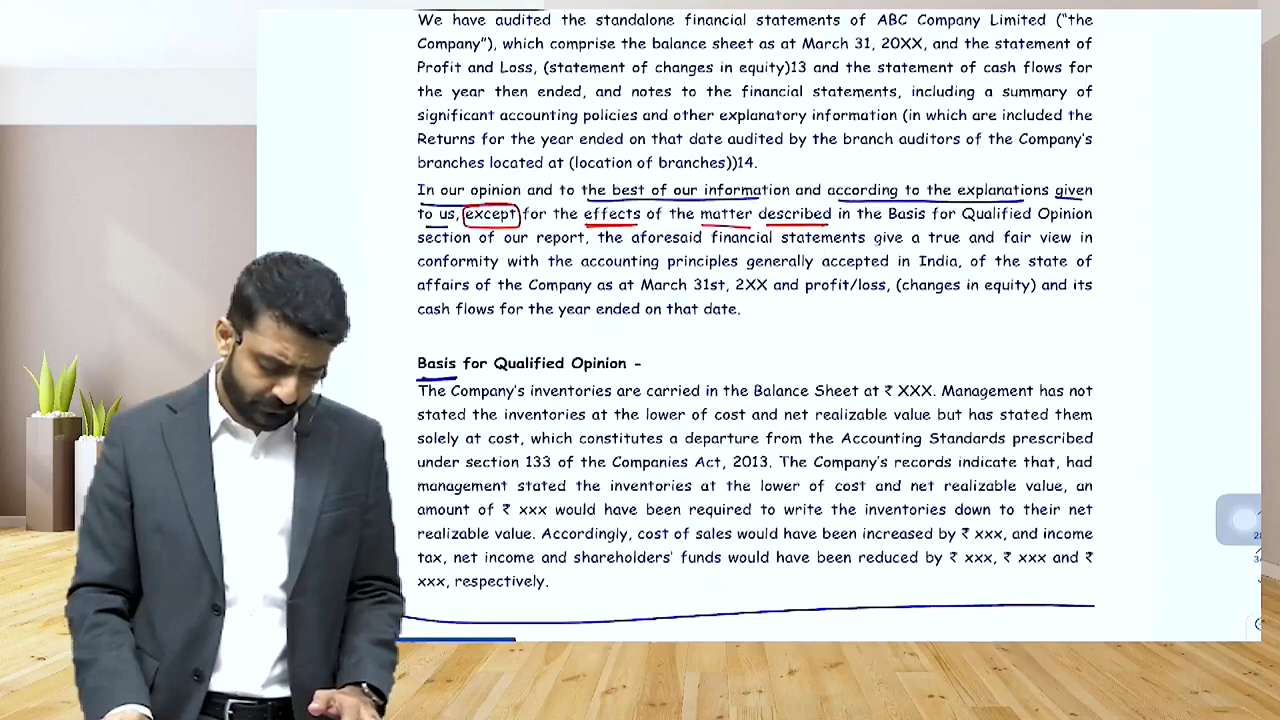 We have audited the standalone financial statements of ABC Company Limited (“the
Company”), which comprise the balance sheet as at March 31, 20XX, and the statement of
Profit and Loss, (statement of changes in equity)13 and the statement of cash flows for
the year then ended, and notes to the financial statements, including a summary of
significant accounting policies and other explanatory information (in which are included the
Returns for the year ended on that date audited by the branch auditors of the Company’s
branches located at (location of branches))14.
In our opinion and to the best of our information and according to the explanations given
to us, except for the effects of the matter described in the Basis for Qualified Opinion
section of our report, the aforesaid financial statements give a true and fair view in
conformity with the accounting principles generally accepted in India, of the state of
affairs of the Company as at March 31st, 2XX and profit/loss, (changes in equity) and its
cash flows for the year ended on that date.
Basis for Qualified Opinion -
The Company’s inventories are carried in the Balance Sheet at ₹ XXX. Management has not
stated the inventories at the lower of cost and net realizable value but has stated them
solely at cost, which constitutes a departure from the Accounting Standards prescribed
under section 133 of the Companies Act, 2013. The Company’s records indicate that, had
management stated the inventories at the lower of cost and net realizable value, an
amount of ₹ xxx would have been required to write the inventories down to their net
realizable value. Accordingly, cost of sales would have been increased by ₹ xxx, and income
tax, net income and shareholders’ funds would have been reduced by ₹ xxx, ₹ xxx and ₹
xxx, respectively.